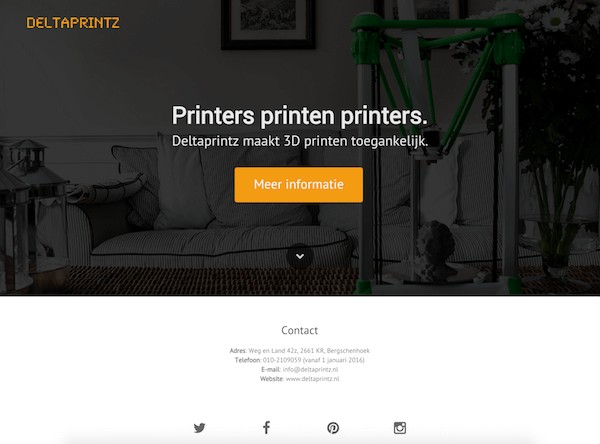 DELTAPRINTZ
Printers printen printers.
Deltaprintz maakt 3D printen toegankelijk.
Meer informatie
Contact
Adres: Weg en Land 42z, 2661 KR, Bergschenhoek
Telefoon: 010-2109059 (vanaf 1 januari 2016)
E-mail: info@deltaprintz.nl
Website: www.deltaprintz.nl